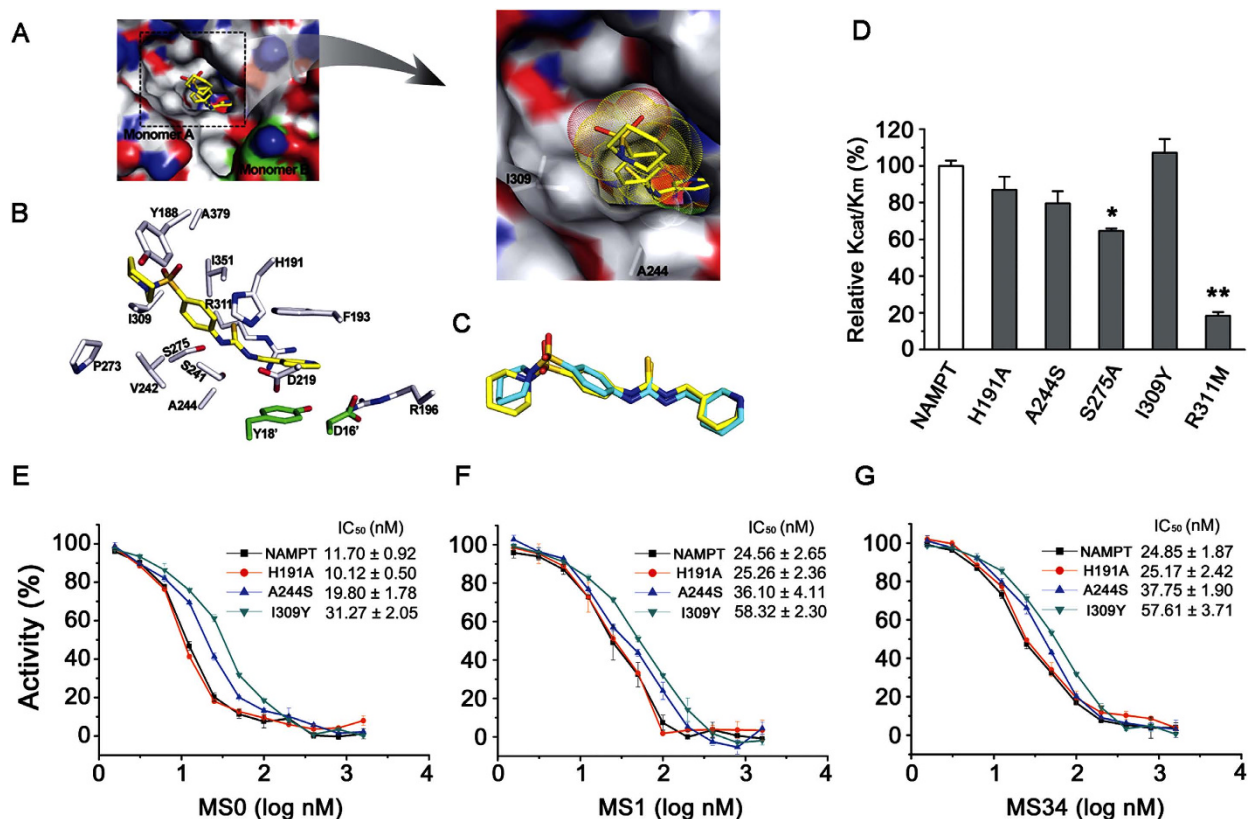 A
Monomer A
Monomer B
I309
A244
B
Y188
A379
I351
H191
R311
F193
I309
S275
S241
P273
V242
A244
D219
R196
Y18'
D16'
C
D
Relative Kcat/Km (%)
120
100
80
60
40
20
0
*
**
NAMPT
H191A
A244S
S275A
I309Y
R311M
E
Activity (%)
100
80
60
40
20
0
IC₅₀ (nM)
NAMPT 11.70 ± 0.92
H191A 10.12 ± 0.50
A244S 19.80 ± 1.78
I309Y 31.27 ± 2.05
0 1 2 3 4
MS0 (log nM)
F
100
80
60
40
20
0
IC₅₀ (nM)
NAMPT 24.56 ± 2.65
H191A 25.26 ± 2.36
A244S 36.10 ± 4.11
I309Y 58.32 ± 2.30
0 1 2 3 4
MS1 (log nM)
G
100
80
60
40
20
0
IC₅₀ (nM)
NAMPT 24.85 ± 1.87
H191A 25.17 ± 2.42
A244S 37.75 ± 1.90
I309Y 57.61 ± 3.71
0 1 2 3 4
MS34 (log nM)